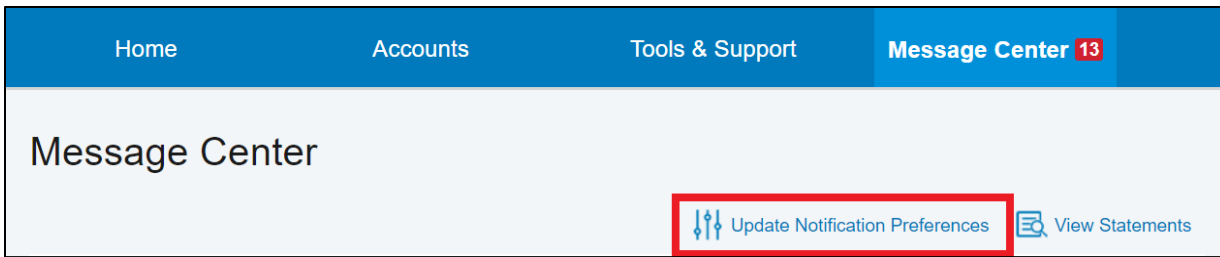 Home Accounts Tools & Support Message Center 13
Message Center
Update Notification Preferences View Statements